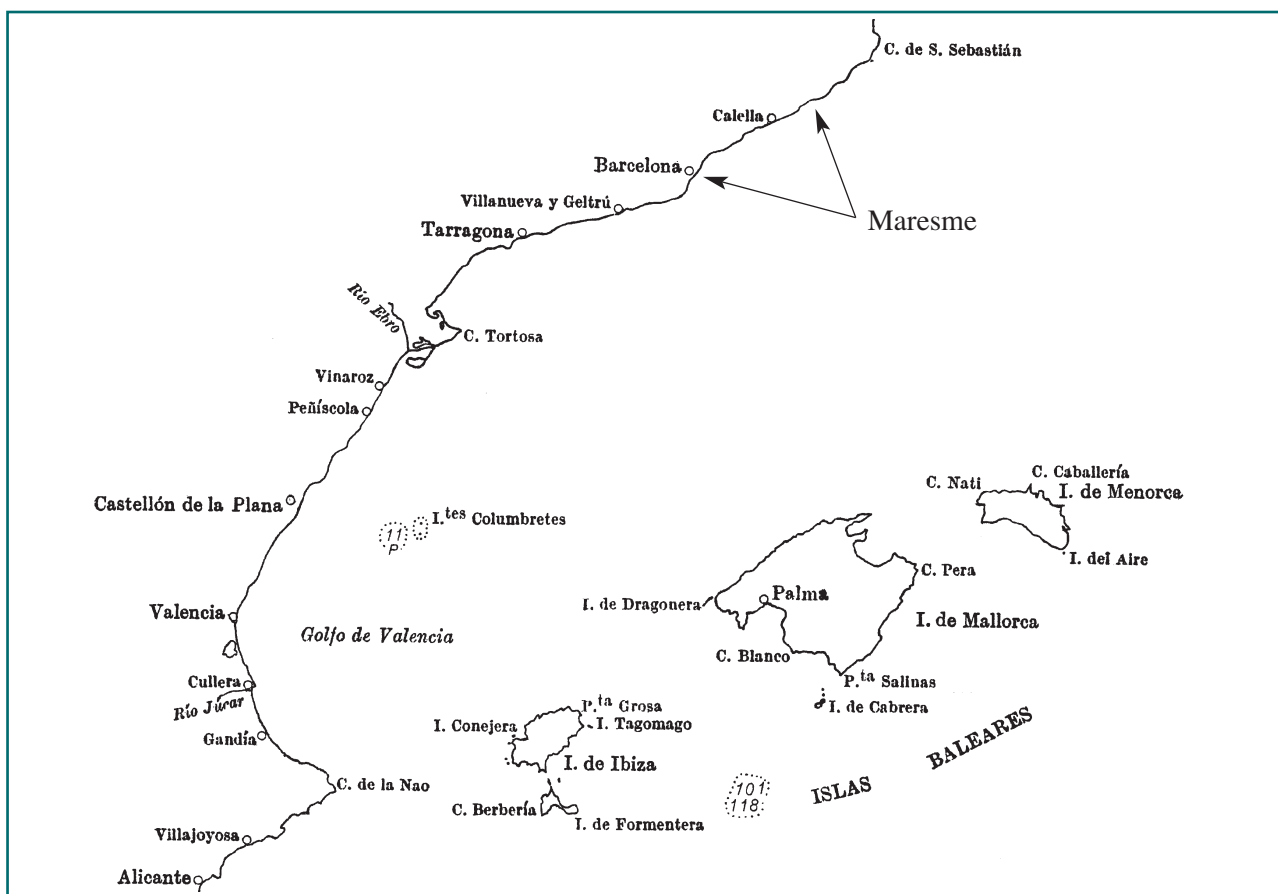 C. de S. Sebastián
Calella
Barcelona
Villanueva y Geltrú
Maresme
Tarragona
Río Ebro
C. Tortosa
Vinaroz
Peñíscola
C. Caballería
C. Nati
I. de Menorca
Castellón de la Plana
I.tes Columbretes
11
P
I. del Aire
C. Pera
Palma
I. de Dragonera
Valencia
I. de Mallorca
Golfo de Valencia
C. Blanco
P.ta Salinas
Cullera
Río Júcar
I. de Cabrera
P.ta Grosa
I. Conejera
I. Tagomago
Gandía
I. de Ibiza
C. de la Nao
101
118
ISLAS BALEARES
C. Berbería
I. de Formentera
Villajoyosa
Alicante